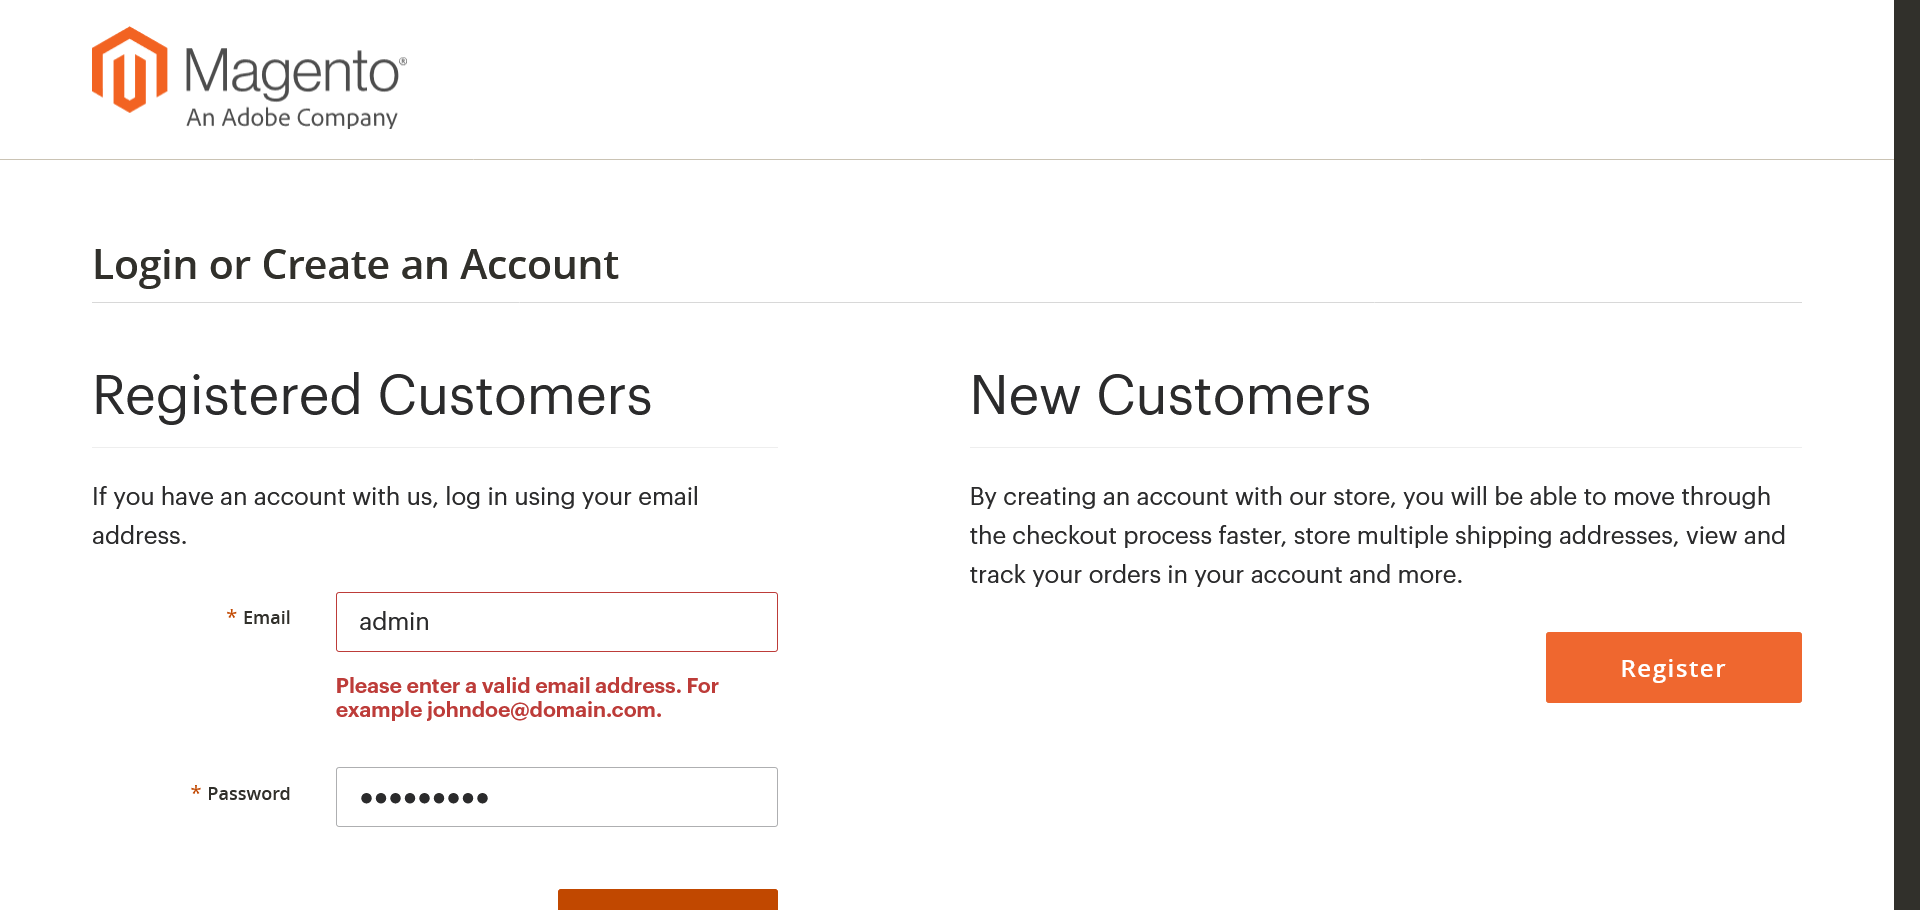 Magento®
An Adobe Company
Login or Create an Account
Registered Customers
If you have an account with us, log in using your email
address.
* Email
admin
Please enter a valid email address. For
example johndoe@domain.com.
* Password
•••••••••
New Customers
By creating an account with our store, you will be able to move through
the checkout process faster, store multiple shipping addresses, view and
track your orders in your account and more.
Register